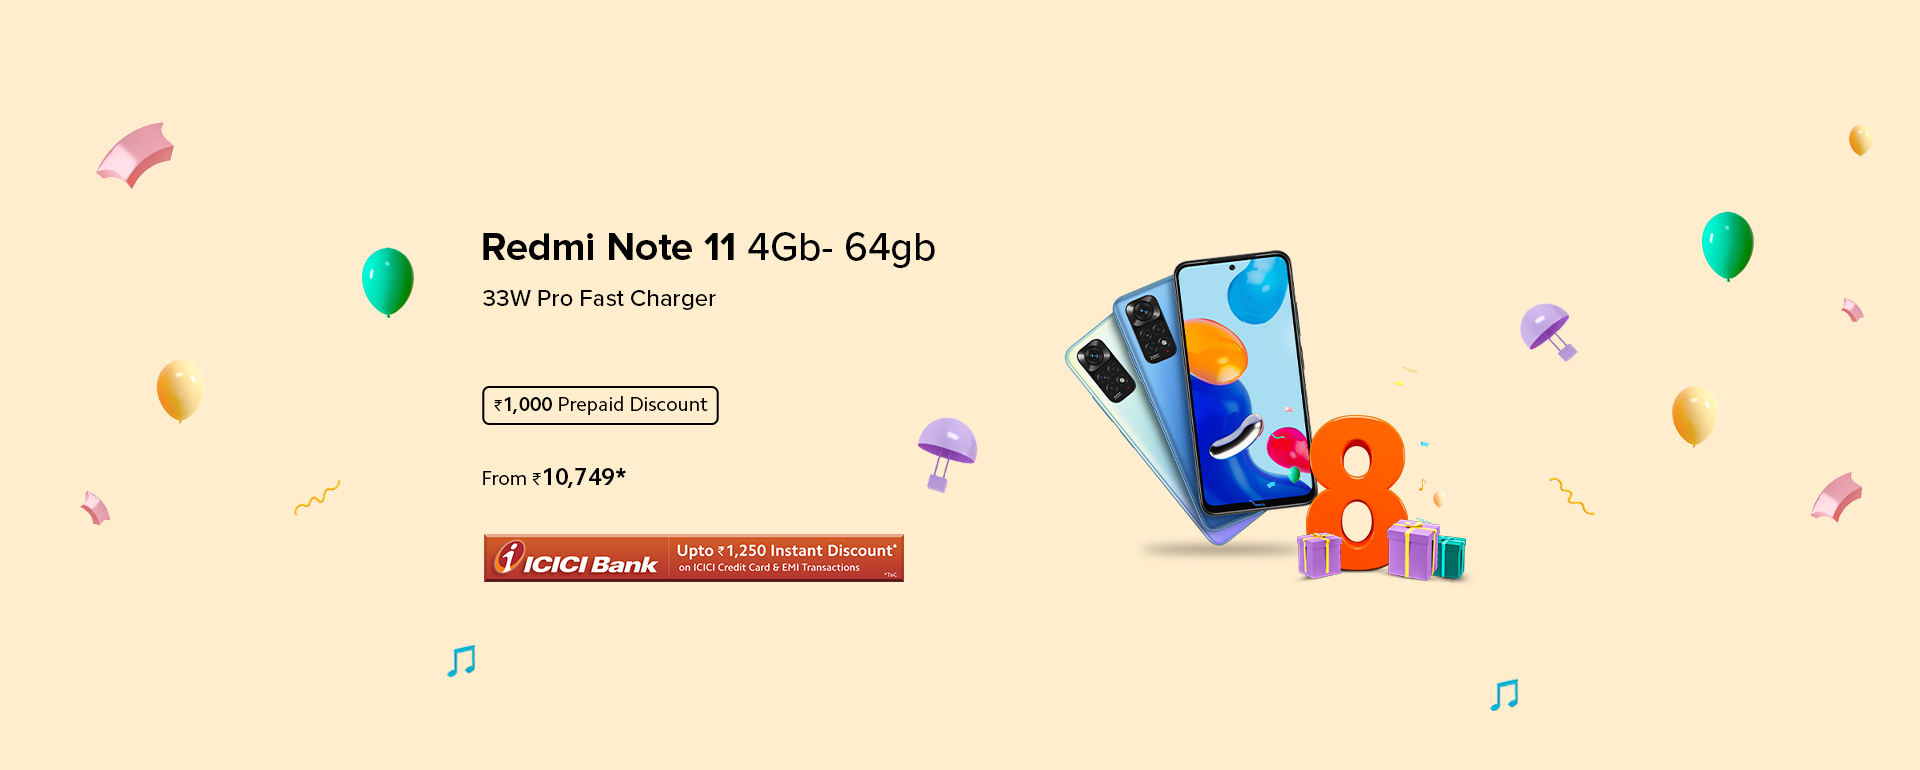 Redmi Note 11 4Gb- 64gb
33W Pro Fast Charger
₹1,000 Prepaid Discount
From ₹10,749*
ICICI Bank
Upto ₹1,250 Instant Discount*
on ICICI Credit Card & EMI Transactions
*T&C
8